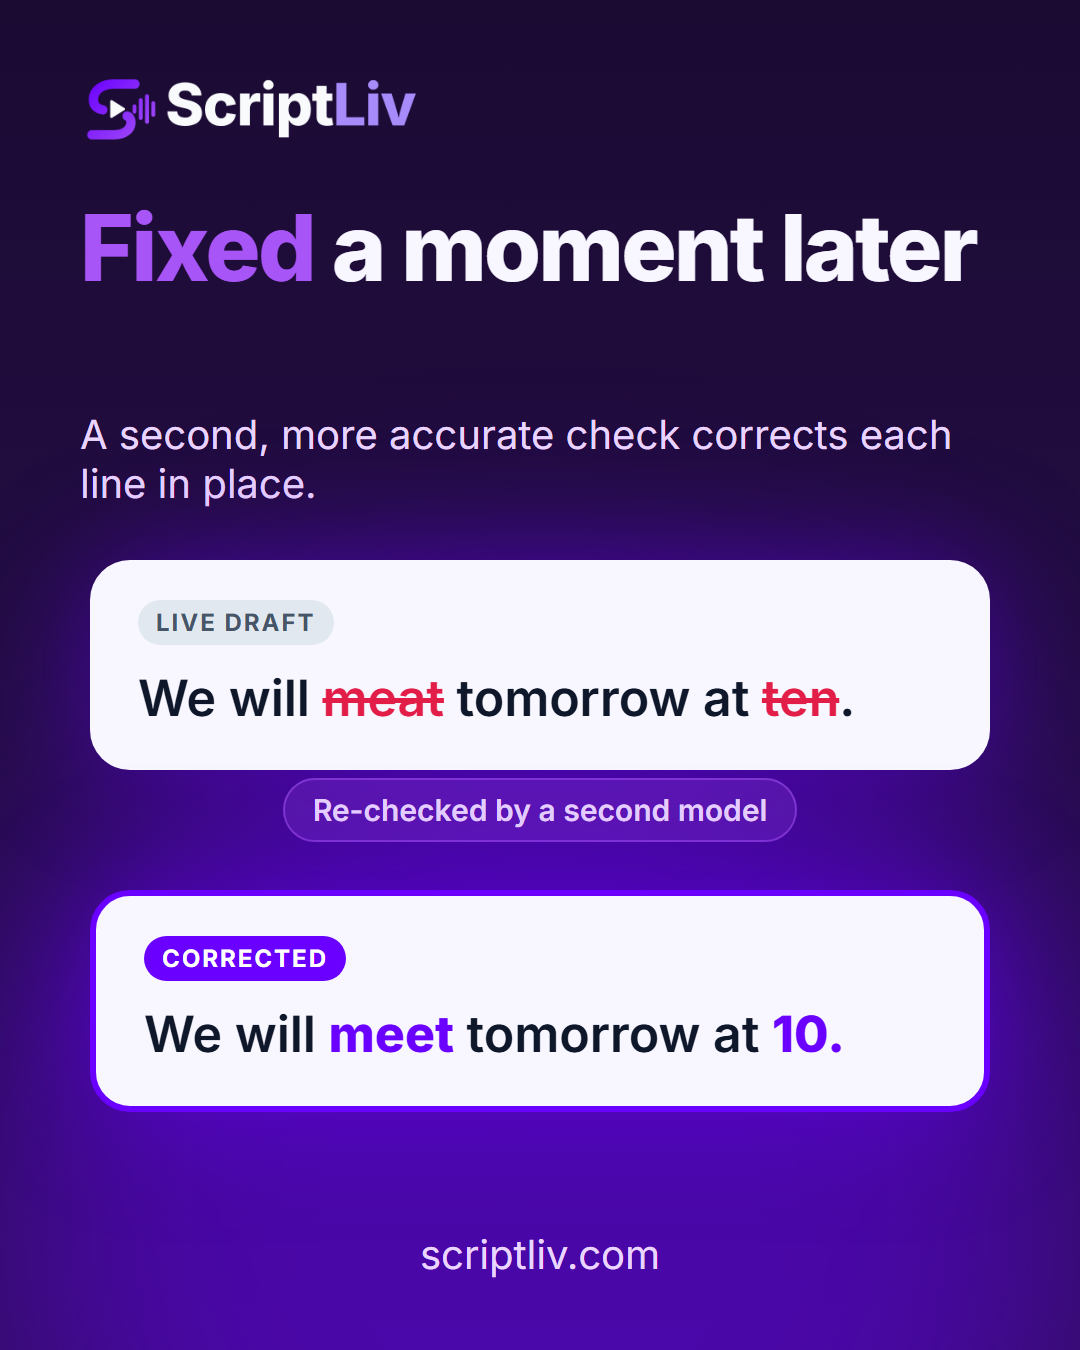 ScriptLiv
Fixed a moment later
A second, more accurate check corrects each
line in place.
LIVE DRAFT
We will meat tomorrow at ten.
Re-checked by a second model
CORRECTED
We will meet tomorrow at 10.
scriptliv.com